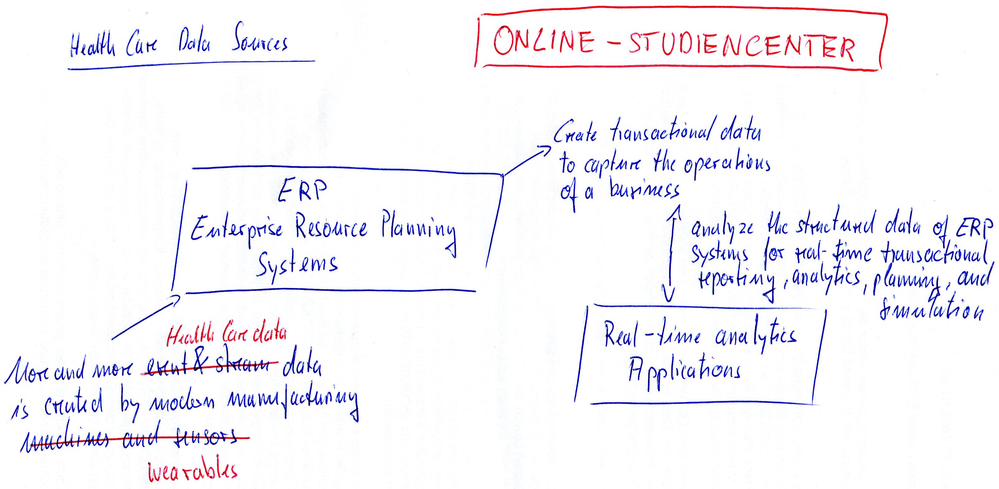 Health Care Data Sources
ONLINE - STUDIENCENTER
Create transactional data
to capture the operations
of a business
ERP
Enterprise Resource Planning
Systems
analyze the structured data of ERP
systems for real-time transactional
reporting, analytics, planning, and
simulation
Real-time analytics
Applications
Health Care data
More and more event & stream data
is created by modern manufacturing
machines and sensors
wearables